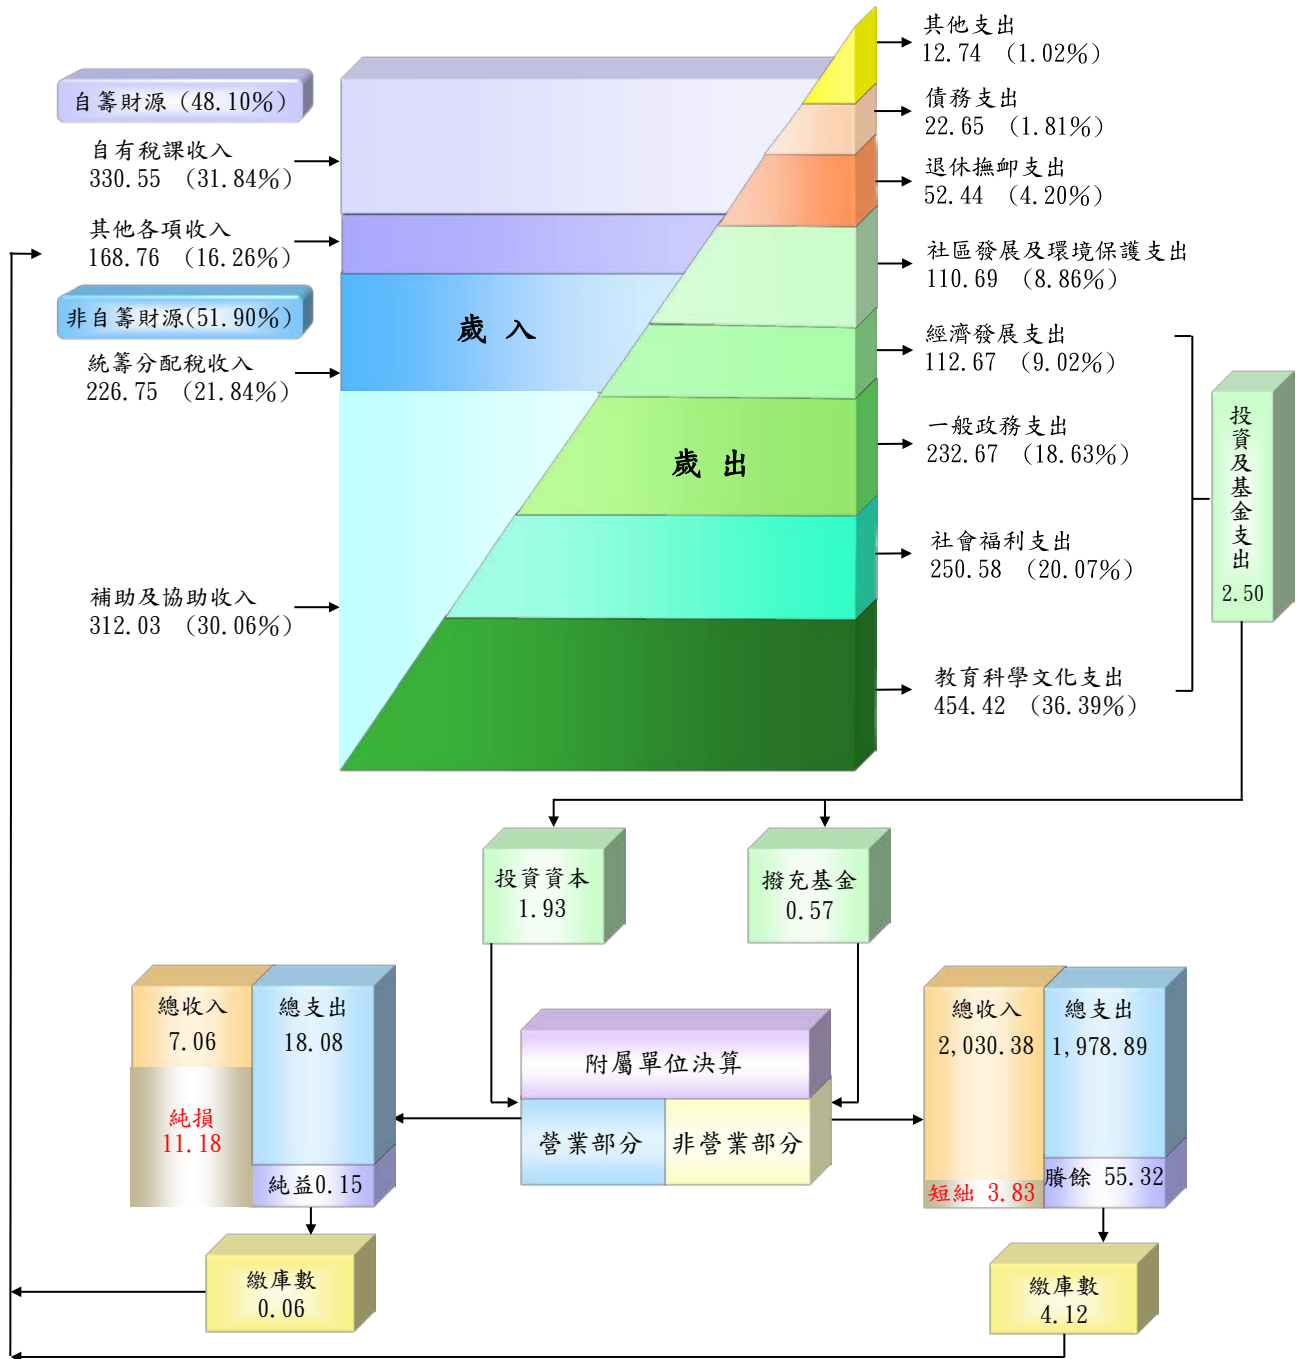 自籌財源 (48.10%)
自有稅課收入
330.55 (31.84%)
其他各項收入
168.76 (16.26%)
非自籌財源(51.90%)
統籌分配稅收入
226.75 (21.84%)
補助及協助收入
312.03 (30.06%)
歲入
歲出
其他支出
12.74 (1.02%)
債務支出
22.65 (1.81%)
退休撫卹支出
52.44 (4.20%)
社區發展及環境保護支出
110.69 (8.86%)
經濟發展支出
112.67 (9.02%)
一般政務支出
232.67 (18.63%)
社會福利支出
250.58 (20.07%)
教育科學文化支出
454.42 (36.39%)
投資及基金支出
2.50
投資資本
1.93
撥充基金
0.57
總收入
7.06
純損
11.18
總支出
18.08
純益0.15
附屬單位決算
營業部分
非營業部分
總收入
2,030.38
短絀 3.83
總支出
1,978.89
賸餘 55.32
繳庫數
0.06
繳庫數
4.12